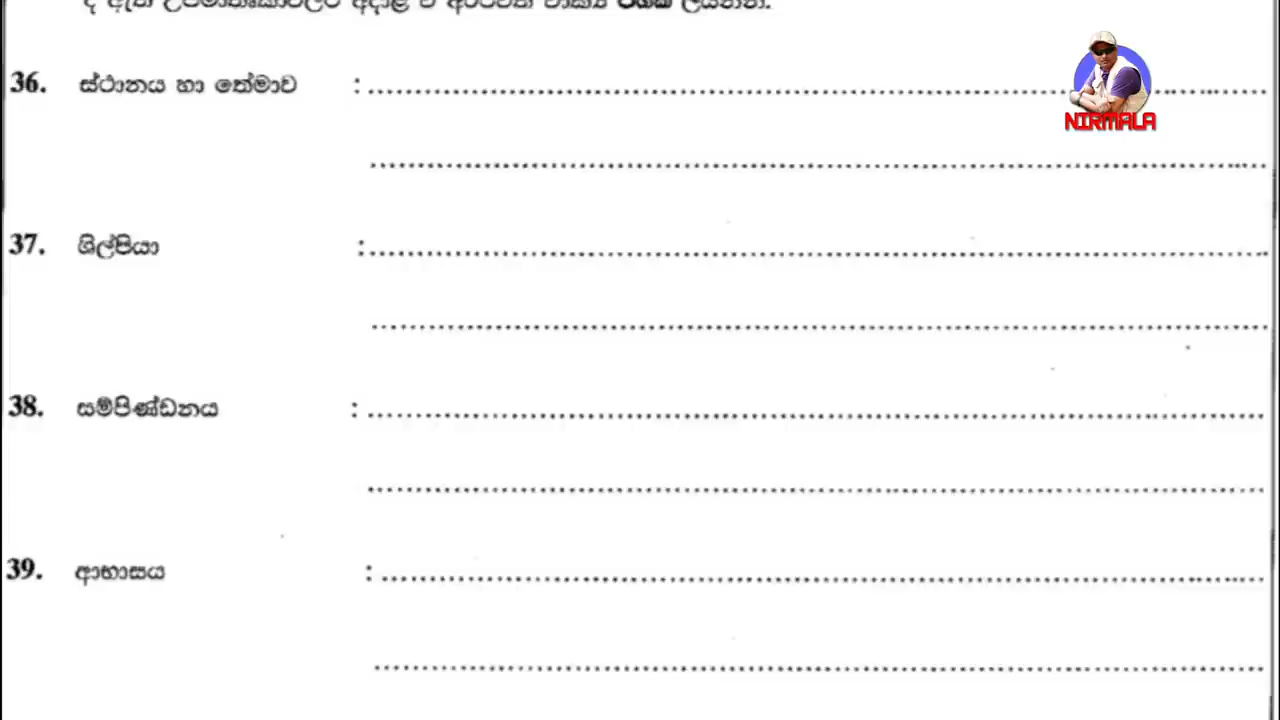 36. ස්ථානය හා තේමාව :
NIRMALA
37. ශිල්පියා :
38. සම්පිණ්ඩනය :
39. ආභාසය :